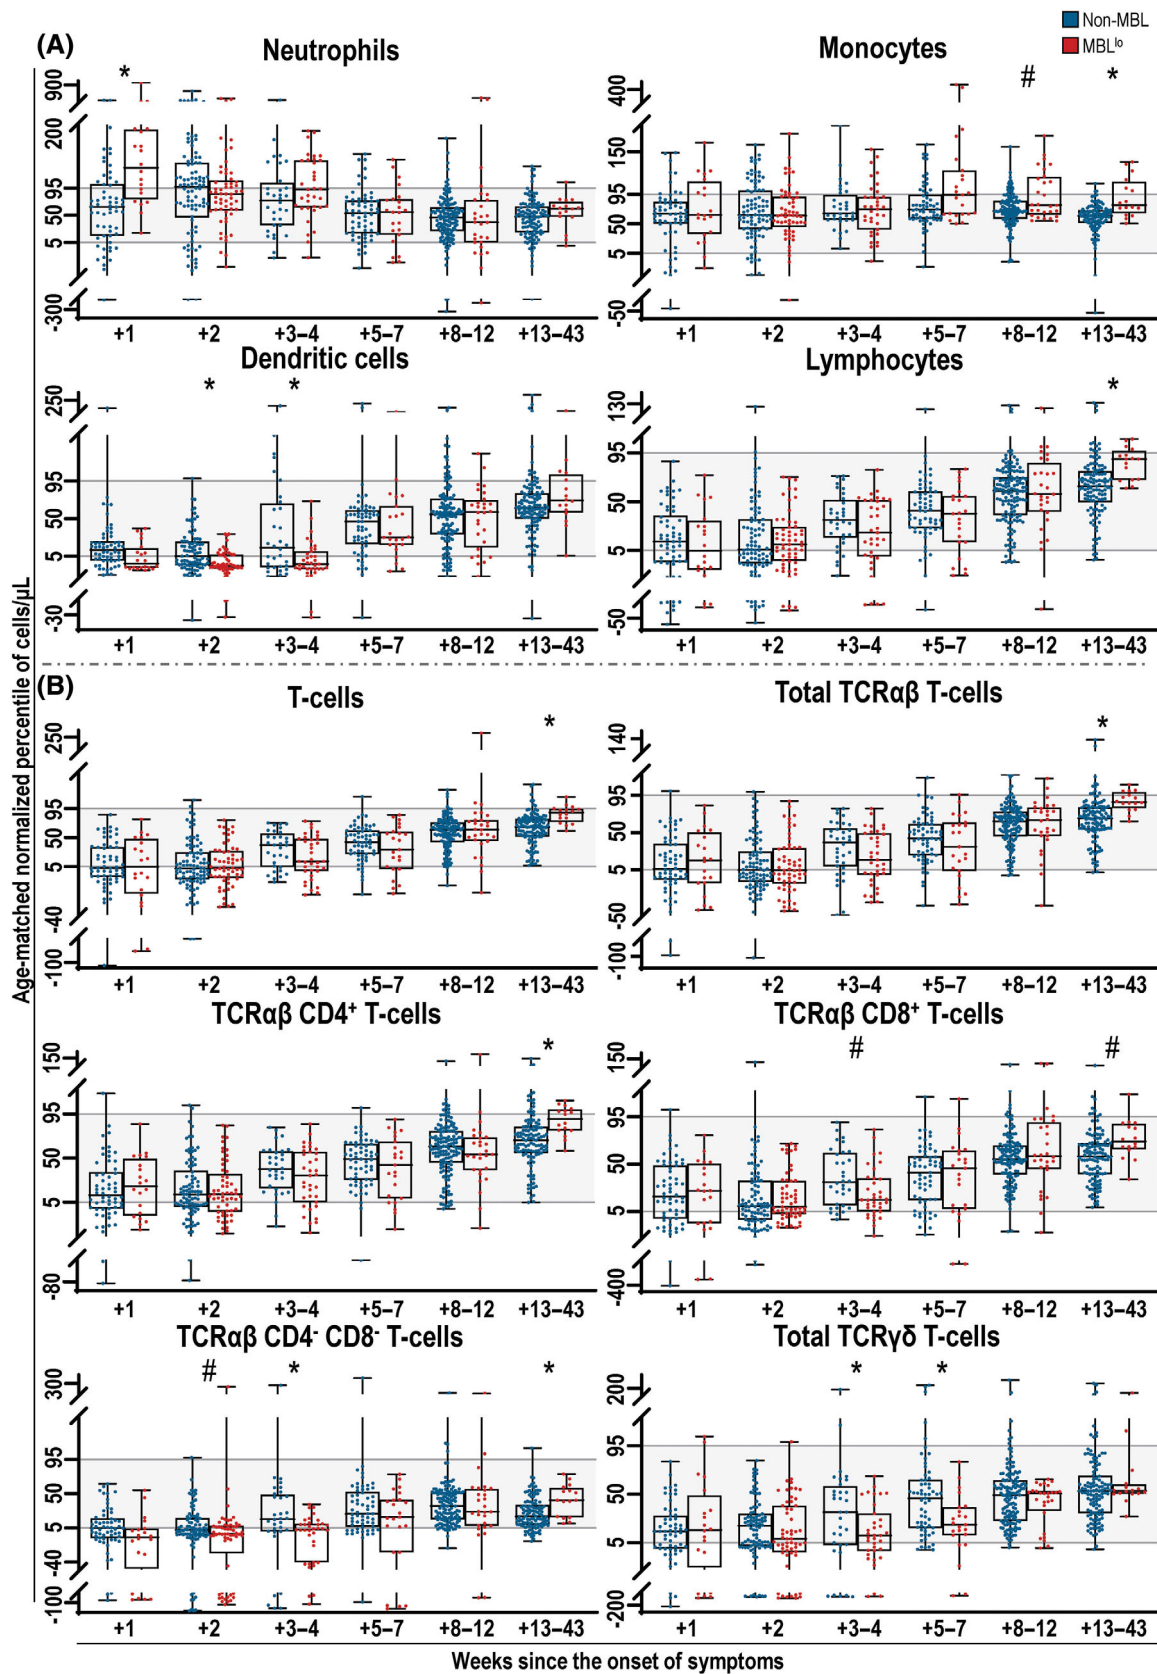 Non-MBL
MBL^lo
(A)
Neutrophils
Monocytes
*
# *
900
200
95
50
5
-300
400
150
95
50
5
-50
+1 +2 +3–4 +5–7 +8–12 +13–43
+1 +2 +3–4 +5–7 +8–12 +13–43
Dendritic cells
Lymphocytes
* *
*
250
95
50
5
-30
130
95
50
5
-50
+1 +2 +3–4 +5–7 +8–12 +13–43
+1 +2 +3–4 +5–7 +8–12 +13–43
Age-matched normalized percentile of cells/µL
(B)
T-cells
Total TCRαβ T-cells
*
*
250
95
50
5
-40
-100
140
95
50
5
-50
-100
+1 +2 +3–4 +5–7 +8–12 +13–43
+1 +2 +3–4 +5–7 +8–12 +13–43
TCRαβ CD4⁺ T-cells
TCRαβ CD8⁺ T-cells
*
# #
150
95
50
5
-80
150
95
50
5
-400
+1 +2 +3–4 +5–7 +8–12 +13–43
+1 +2 +3–4 +5–7 +8–12 +13–43
TCRαβ CD4⁻ CD8⁻ T-cells
Total TCRγδ T-cells
# * *
* *
300
95
50
5
-40
-100
200
95
50
5
-200
+1 +2 +3–4 +5–7 +8–12 +13–43
+1 +2 +3–4 +5–7 +8–12 +13–43
Weeks since the onset of symptoms